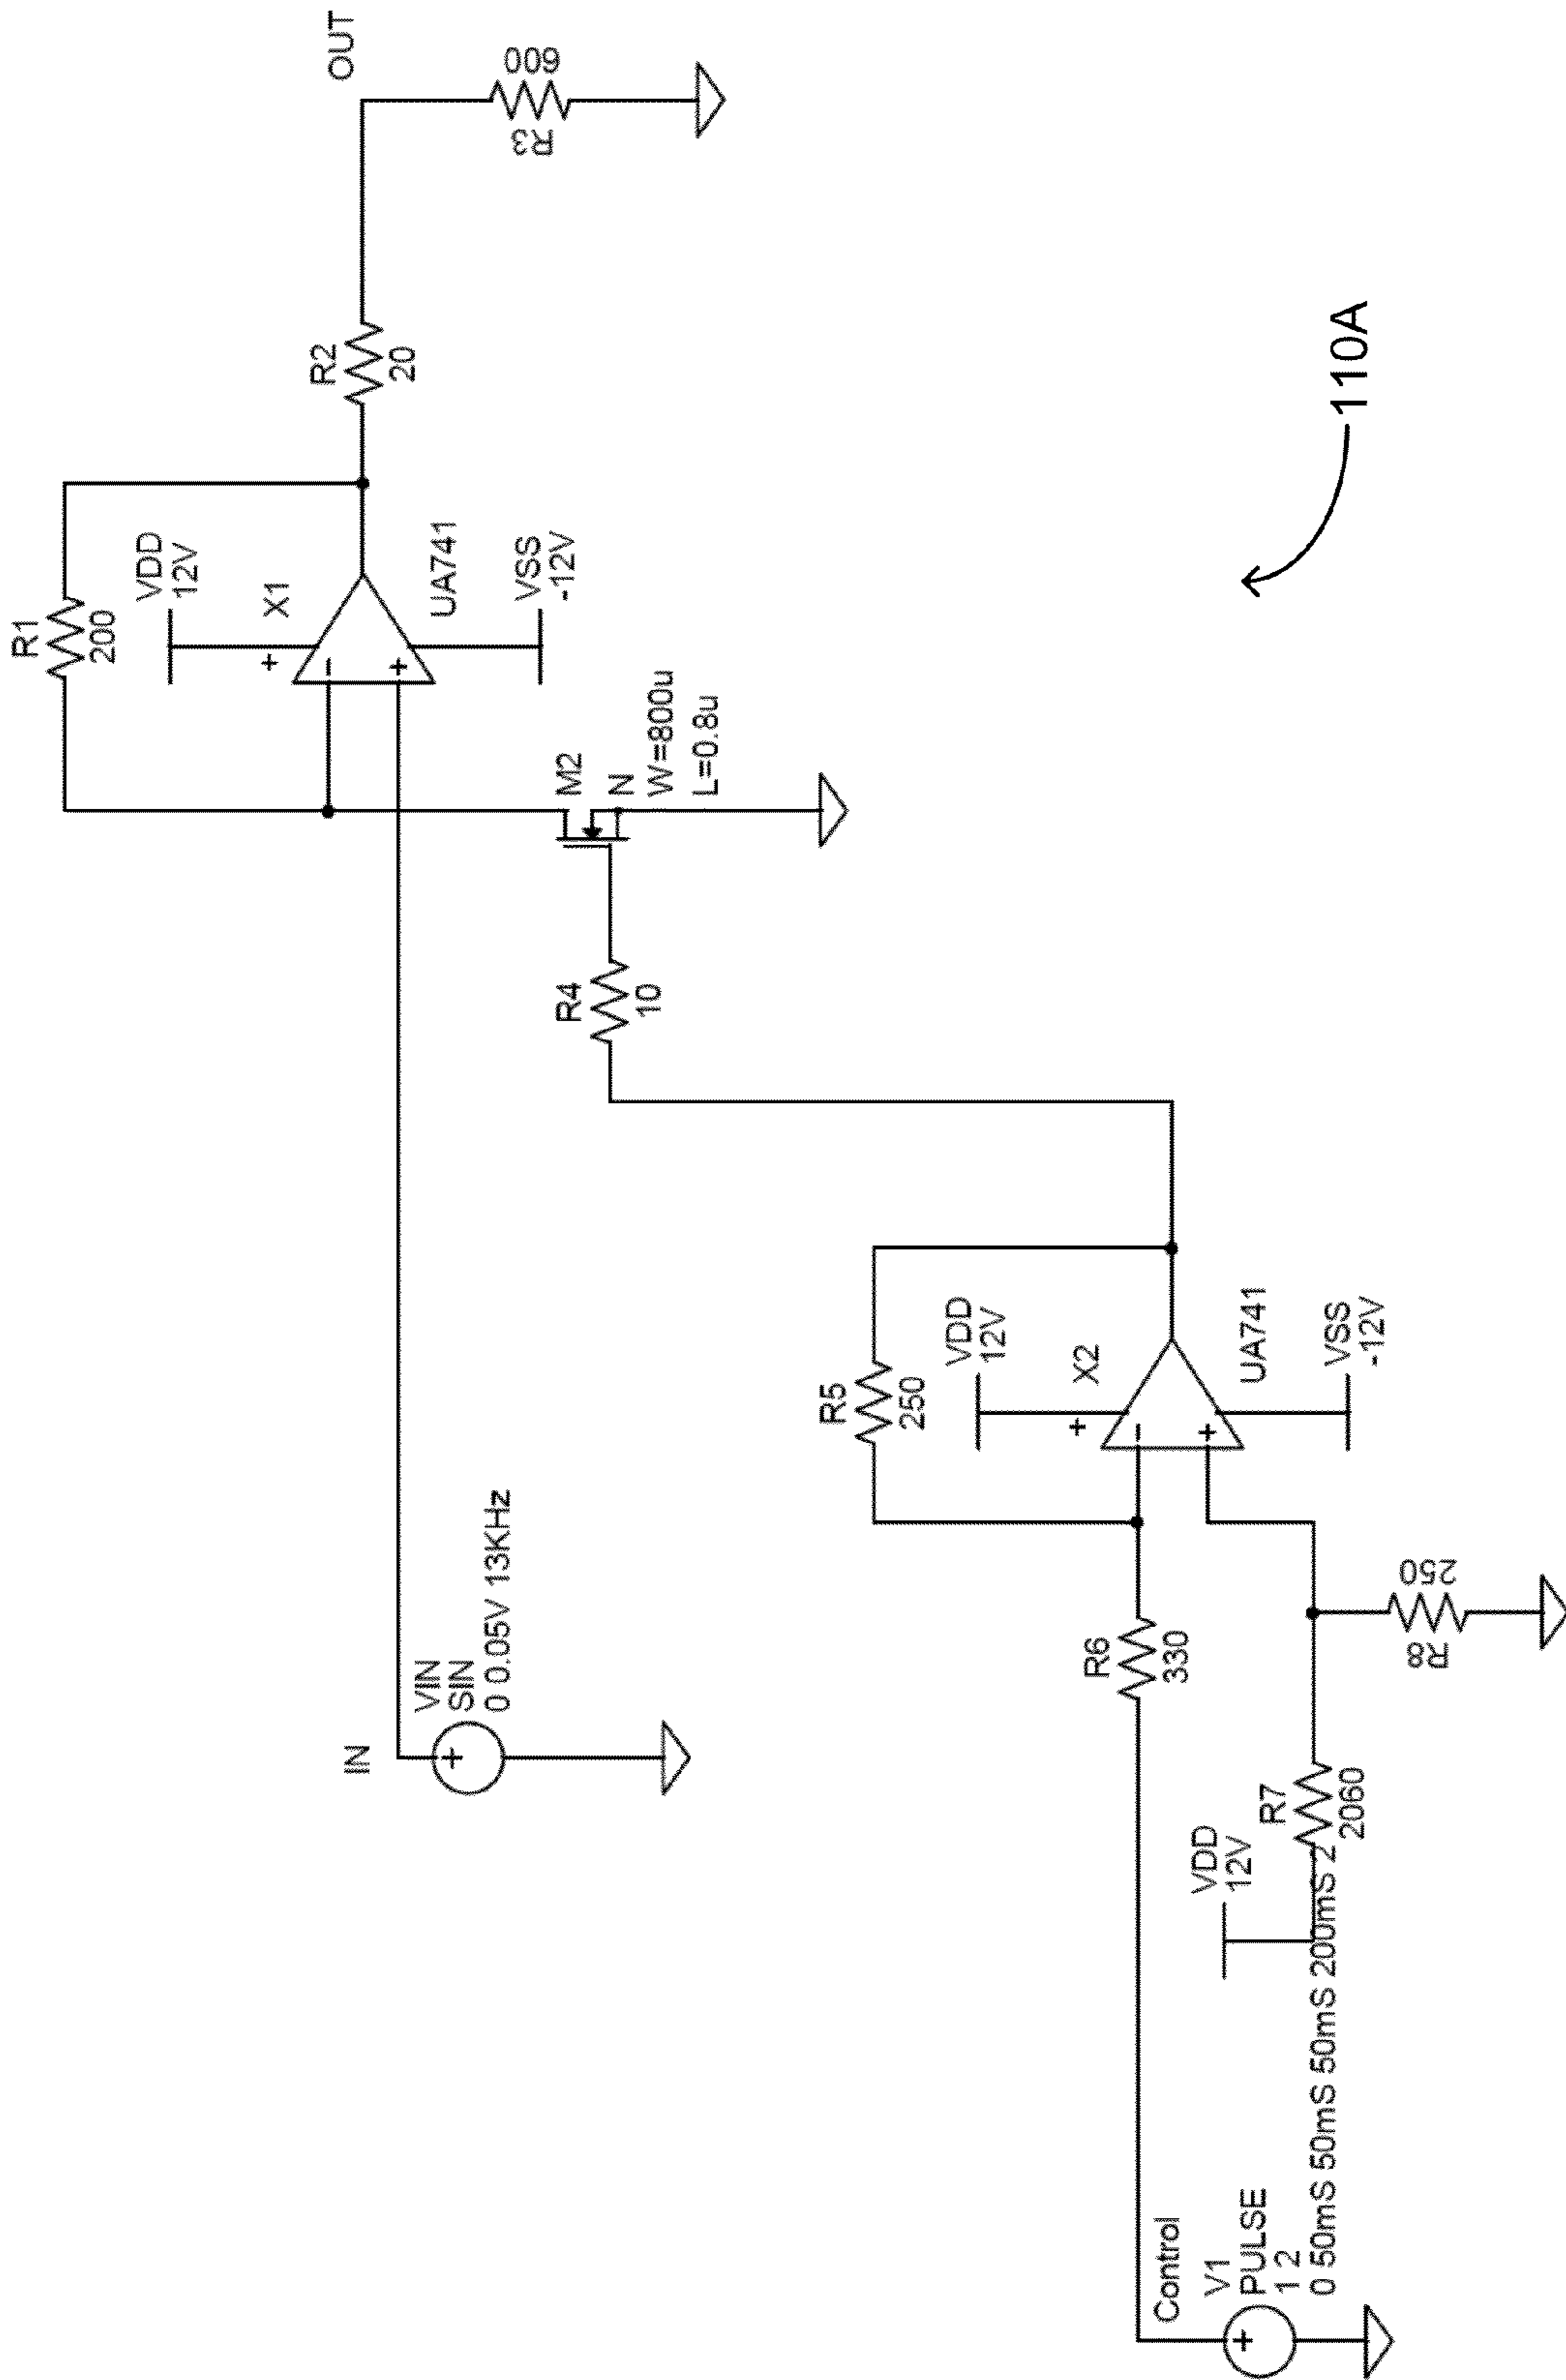 R1
200
VDD
12V
X1
+
−
+
UA741
VSS
-12V
R2
20
OUT
R3
600
M2
N
W=800u
L=0.8u
R4
10
IN
VIN
SIN
0 0.05V 13KHz
+
R5
250
VDD
12V
X2
+
−
+
UA741
VSS
-12V
R6
330
R8
250
VDD
12V
R7
2060
Control
V1
PULSE
1 2
0 50mS 50mS 50mS 200mS 2
+
110A